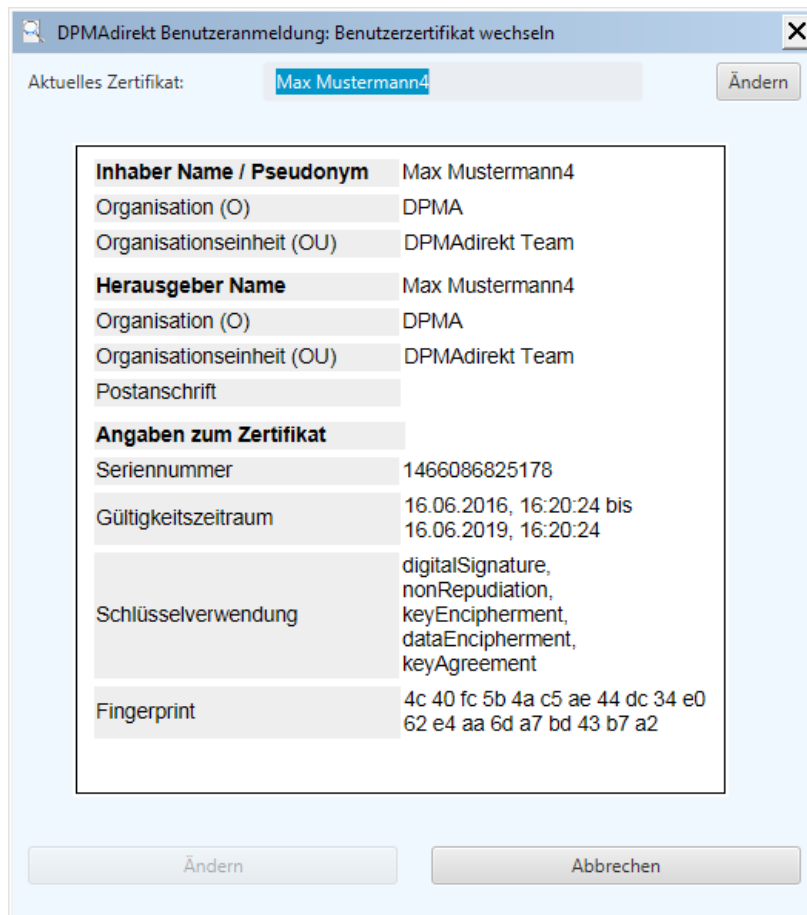 DPMAdirekt Benutzeranmeldung: Benutzerzertifikat wechseln
Aktuelles Zertifikat: Max Mustermann4 Ändern
Inhaber Name / Pseudonym Max Mustermann4
Organisation (O) DPMA
Organisationseinheit (OU) DPMAdirekt Team
Herausgeber Name Max Mustermann4
Organisation (O) DPMA
Organisationseinheit (OU) DPMAdirekt Team
Postanschrift
Angaben zum Zertifikat
Seriennummer 1466086825178
Gültigkeitszeitraum 16.06.2016, 16:20:24 bis
16.06.2019, 16:20:24
Schlüsselverwendung digitalSignature,
nonRepudiation,
keyEncipherment,
dataEncipherment,
keyAgreement
Fingerprint 4c 40 fc 5b 4a c5 ae 44 dc 34 e0
62 e4 aa 6d a7 bd 43 b7 a2
Ändern Abbrechen